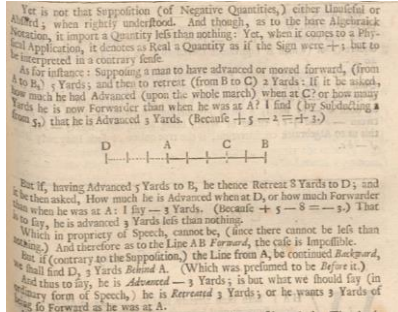 Yet is not that Supposition (of Negative Quantities,) either Unuseful or
Absurd; when rightly understood. And though, as to the bare Algebraick
Notation, it import a Quantity less than nothing: Yet, when it comes to a Phy-
sical Application, it denotes as Real a Quantity as if the Sign were +; but to
be interpreted in a contrary sense.
As for instance: Supposing a man to have advanced or moved forward, (from
A to B,) 5 Yards; and then to retreat (from B to C) 2 Yards: If it be asked,
how much he had Advanced (upon the whole march) when at C? or how many
Yards he is now Forwarder than when he was at A? I find (by Subducting 2
from 5,) that he is Advanced 3 Yards. (Because +5 — 2 = + 3.)
D A C B
But if, having Advanced 5 Yards to B, he thence Retreat 8 Yards to D; and
it be then asked, How much he is Advanced when at D, or how much Forwarder
than when he was at A: I say — 3 Yards. (Because + 5 — 8 = — 3.) That
is to say, he is advanced 3 Yards less than nothing.
Which in propriety of Speech, cannot be, (since there cannot be less than
nothing.) And therefore as to the Line AB Forward, the case is Impossible.
But if (contrary to the Supposition,) the Line from A, be continued Backward,
we shall find D, 3 Yards Behind A. (Which was presumed to be Before it.)
And thus to say, he is Advanced — 3 Yards; is but what we should say (in
ordinary form of Speech,) he is Retreated 3 Yards; or he wants 3 Yards of
being so Forward as he was at A.